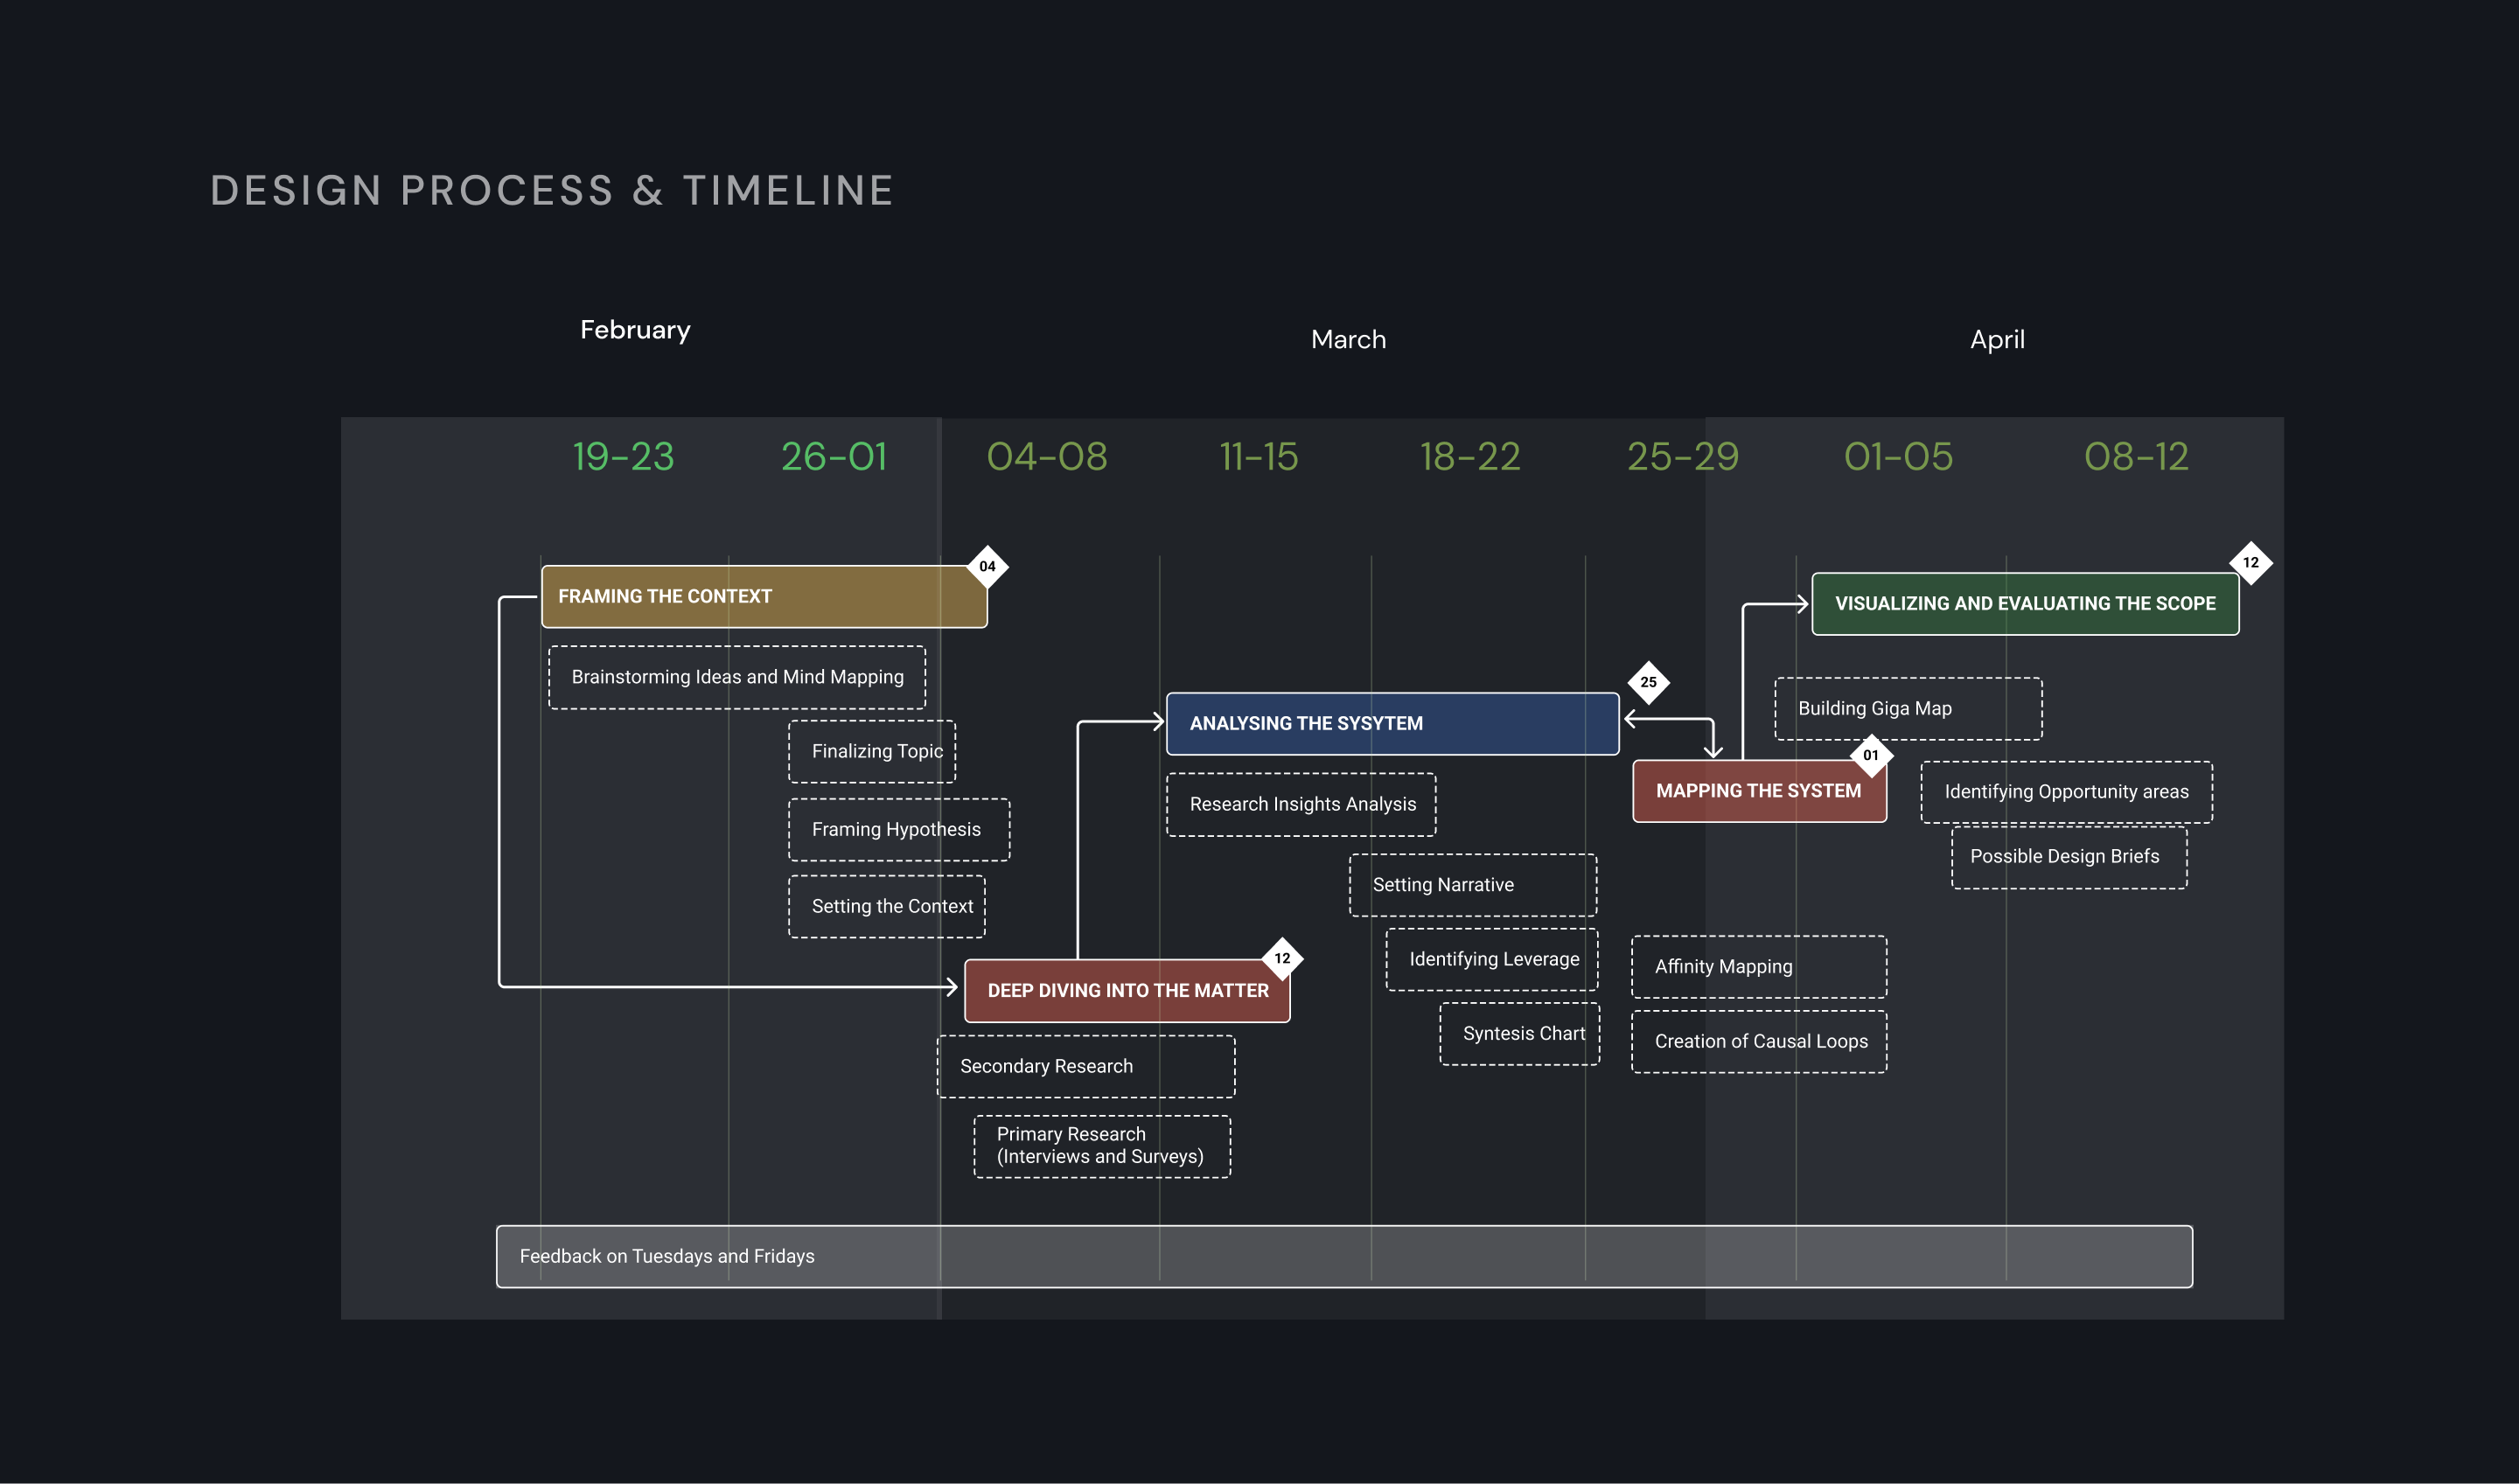 DESIGN PROCESS & TIMELINE
February
March
April
19-23
26-01
04-08
11-15
18-22
25-29
01-05
08-12
04
FRAMING THE CONTEXT
Brainstorming Ideas and Mind Mapping
Finalizing Topic
Framing Hypothesis
Setting the Context
12
DEEP DIVING INTO THE MATTER
Secondary Research
Primary Research
(Interviews and Surveys)
25
ANALYSING THE SYSYTEM
Research Insights Analysis
Setting Narrative
Identifying Leverage
Syntesis Chart
01
MAPPING THE SYSTEM
Affinity Mapping
Creation of Causal Loops
12
VISUALIZING AND EVALUATING THE SCOPE
Building Giga Map
Identifying Opportunity areas
Possible Design Briefs
Feedback on Tuesdays and Fridays